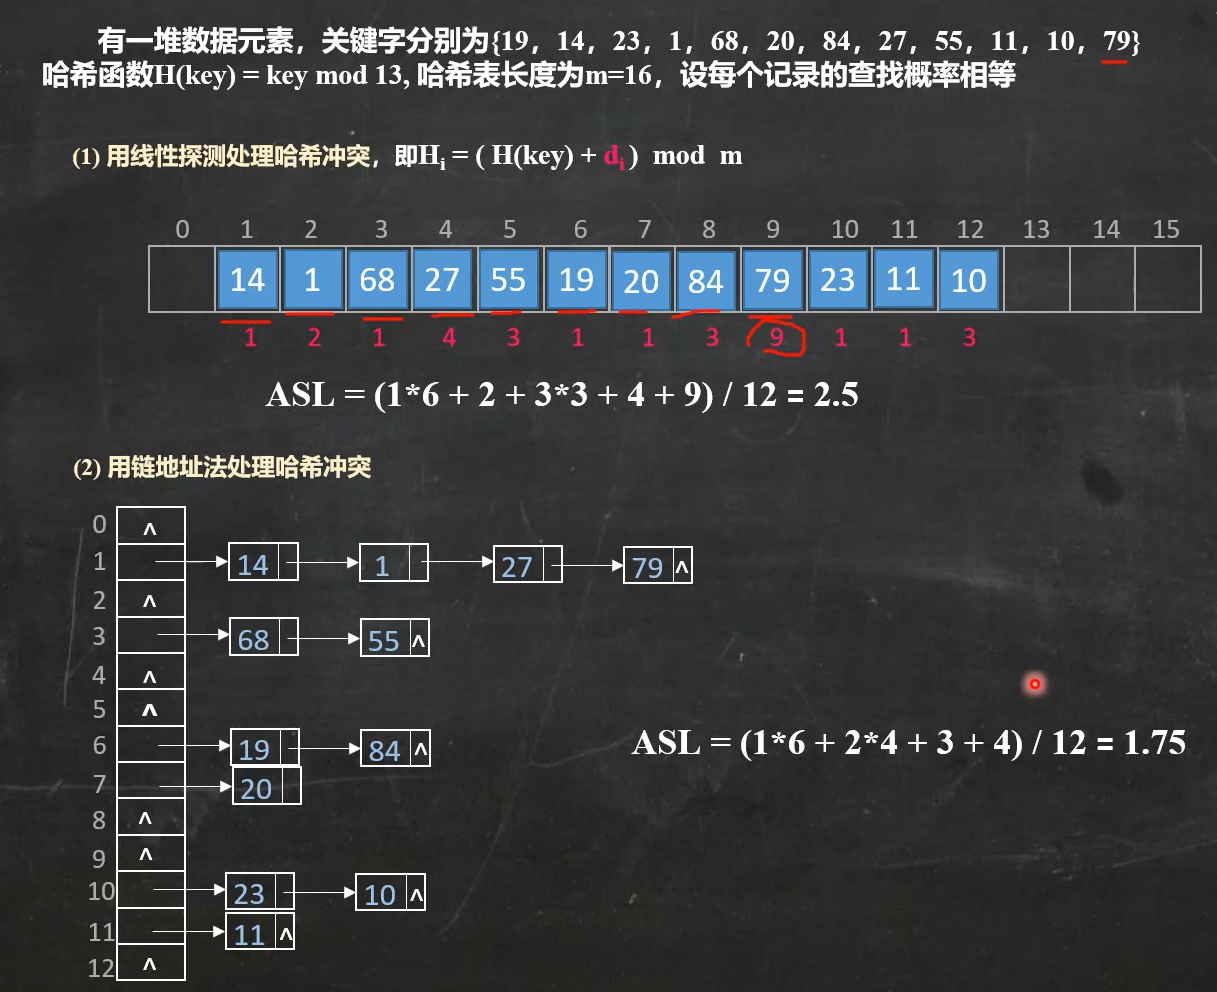 有一堆数据元素，关键字分别为{19，14，23，1，68，20，84，27，55，11，10，79}
哈希函数H(key) = key mod 13, 哈希表长度为m=16，设每个记录的查找概率相等
(1) 用线性探测处理哈希冲突，即Hi = ( H(key) + di ) mod m
0 1 2 3 4 5 6 7 8 9 10 11 12 13 14 15
14 1 68 27 55 19 20 84 79 23 11 10
1 2 1 4 3 1 1 3 9 1 1 3
ASL = (1*6 + 2 + 3*3 + 4 + 9) / 12 = 2.5
(2) 用链地址法处理哈希冲突
0 ^
1 14 1 27 79 ^
2 ^
3 68 55 ^
4 ^
5 ^
6 19 84 ^
ASL = (1*6 + 2*4 + 3 + 4) / 12 = 1.75
7 20
8 ^
9 ^
10 23 10 ^
11 11 ^
12 ^